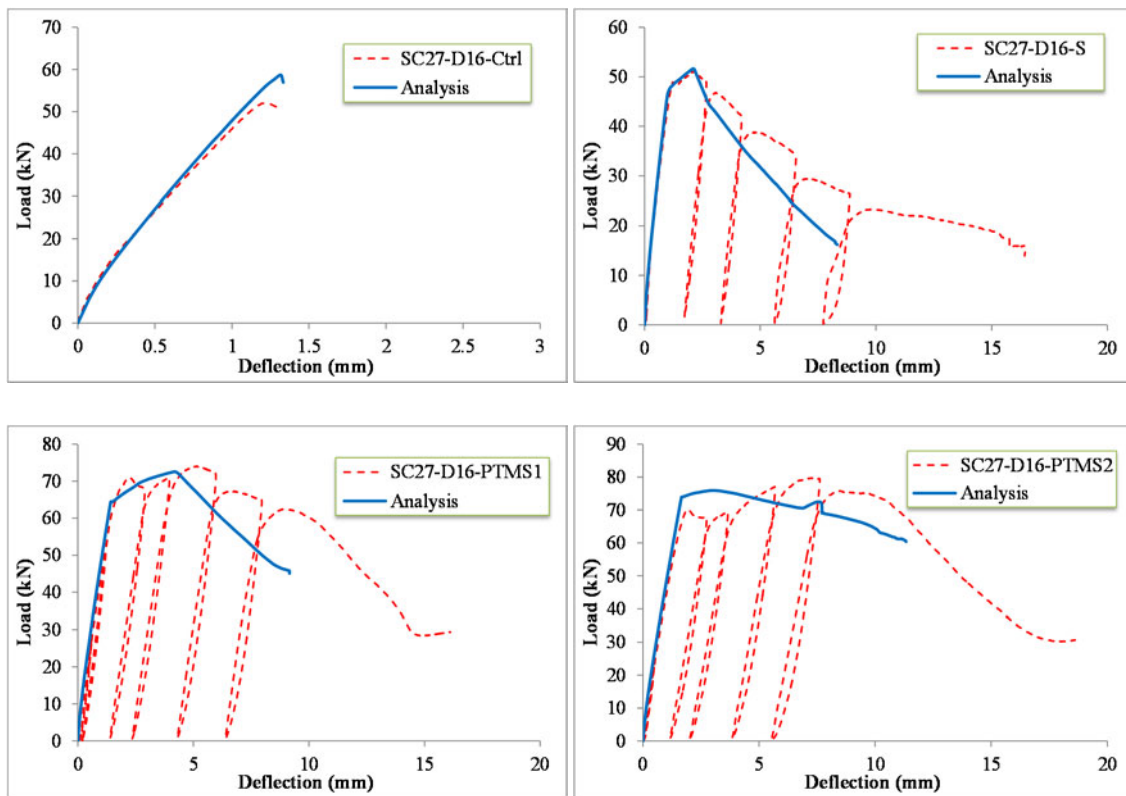 70
60
50
40
30
20
10
0
Load (kN)
SC27-D16-Ctrl
Analysis
0 0.5 1 1.5 2 2.5 3
Deflection (mm)
60
50
40
30
20
10
0
Load (kN)
SC27-D16-S
Analysis
0 5 10 15 20
Deflection (mm)
80
70
60
50
40
30
20
10
0
Load (kN)
SC27-D16-PTMS1
Analysis
0 5 10 15 20
Deflection (mm)
90
80
70
60
50
40
30
20
10
0
Load (kN)
SC27-D16-PTMS2
Analysis
0 5 10 15 20
Deflection (mm)